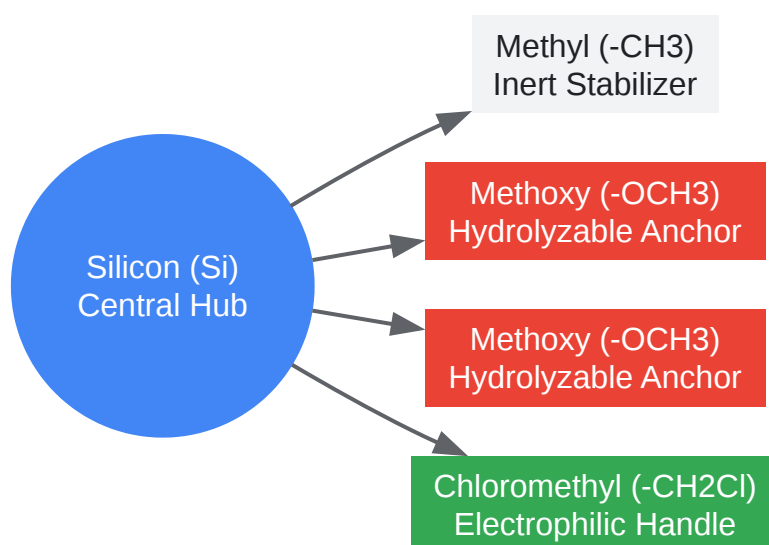 Methyl (-CH3)
Inert Stabilizer
Methoxy (-OCH3)
Hydrolyzable Anchor
Silicon (Si)
Central Hub
Methoxy (-OCH3)
Hydrolyzable Anchor
Chloromethyl (-CH2Cl)
Electrophilic Handle